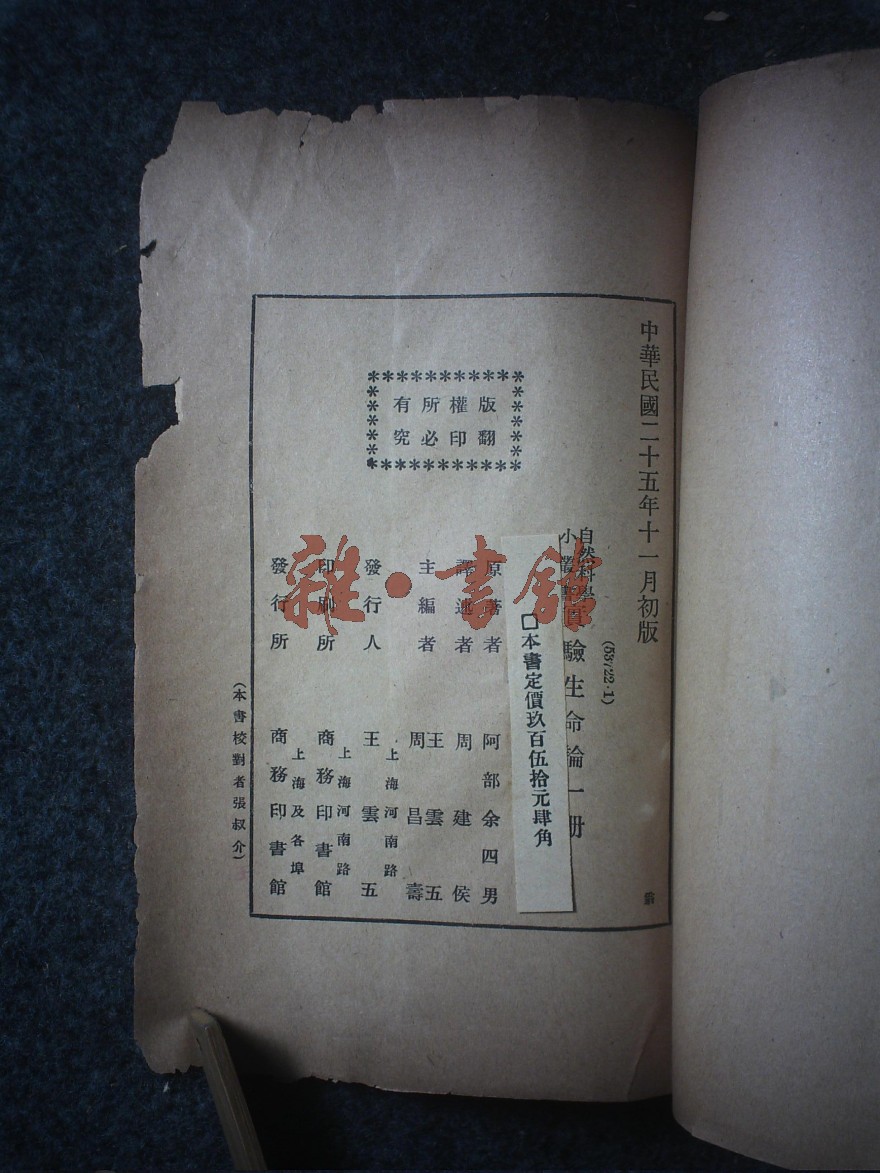 中華民國二十五年十一月初版
(53722·1)
自然科學
小叢書
實驗生命論一冊
本書定價玖百伍拾元肆角
版權所有
翻印必究
原著者 阿部余四男
譯述者 周建侯
主編者 王雲五
周昌壽
發行人 王雲五
上海河南路
印刷所 商務印書館
上海河南路
發行所 商務印書館
上海及各埠
(本書校對者張叔介)
雜·書館